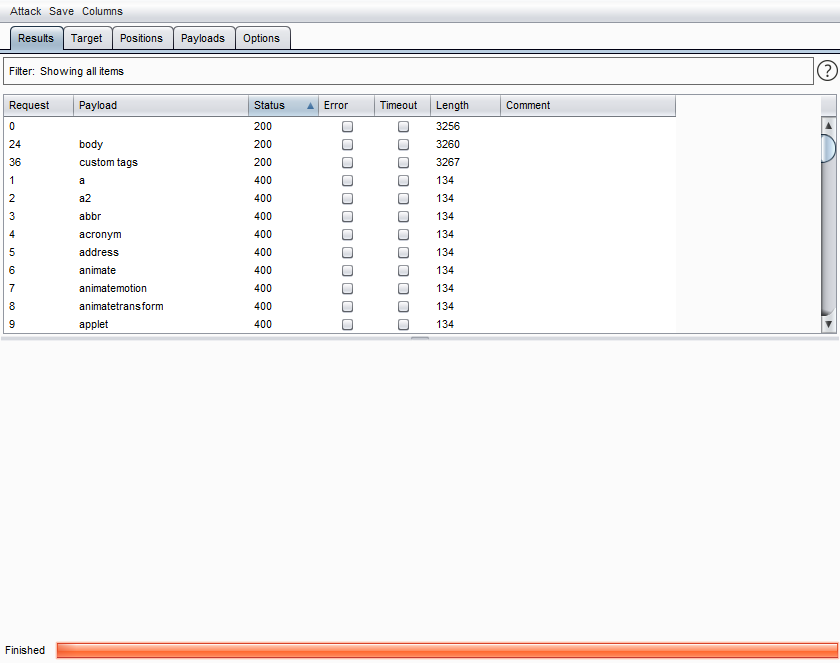 Attack Save Columns
Results Target Positions Payloads Options
Filter: Showing all items
?
Request Payload Status Error Timeout Length Comment
0 200 3256
24 body 200 3260
36 custom tags 200 3267
1 a 400 134
2 a2 400 134
3 abbr 400 134
4 acronym 400 134
5 address 400 134
6 animate 400 134
7 animatemotion 400 134
8 animatetransform 400 134
9 applet 400 134
Finished